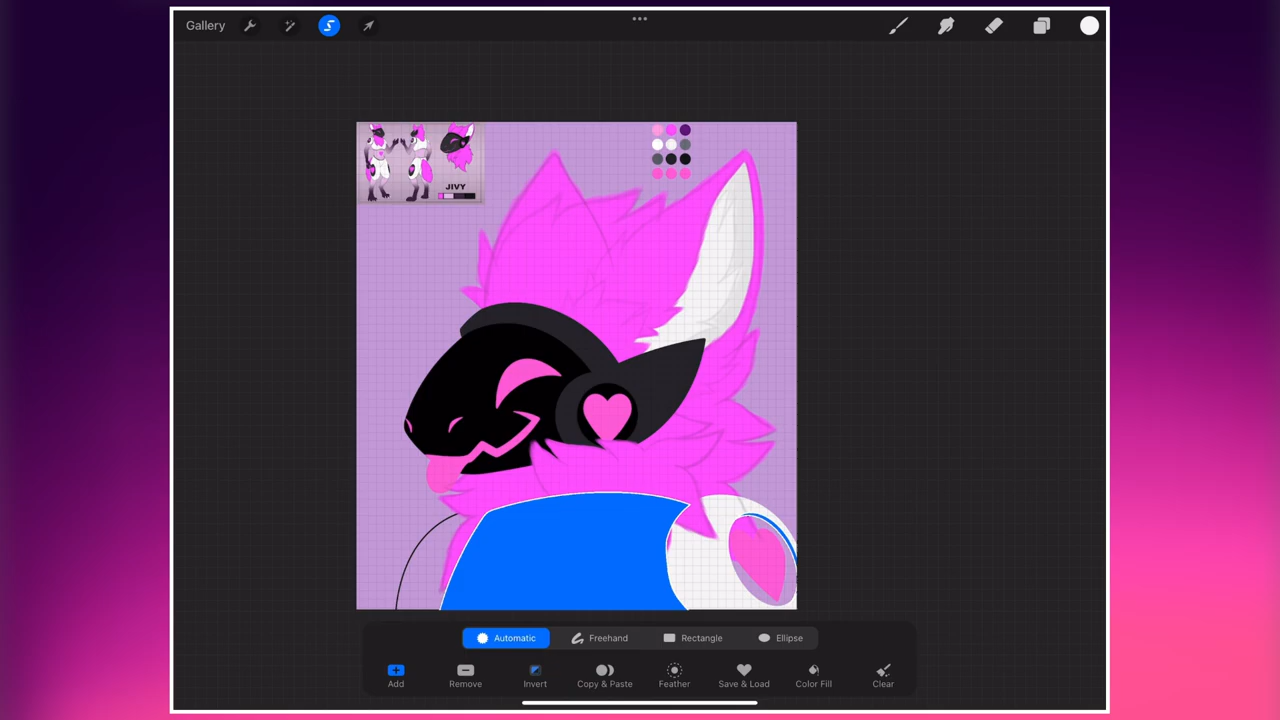 Gallery
JIVY
Automatic
Freehand
Rectangle
Ellipse
Add
Remove
Invert
Copy & Paste
Feather
Save & Load
Color Fill
Clear